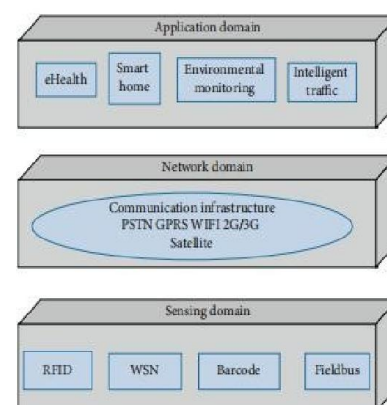 Application domain
eHealth
Smart
home
Environmental
monitoring
Intelligent
traffic
Network domain
Communication infrastructure
PSTN GPRS WIFI 2G/3G
Satellite
Sensing domain
RFID
WSN
Barcode
Fieldbus